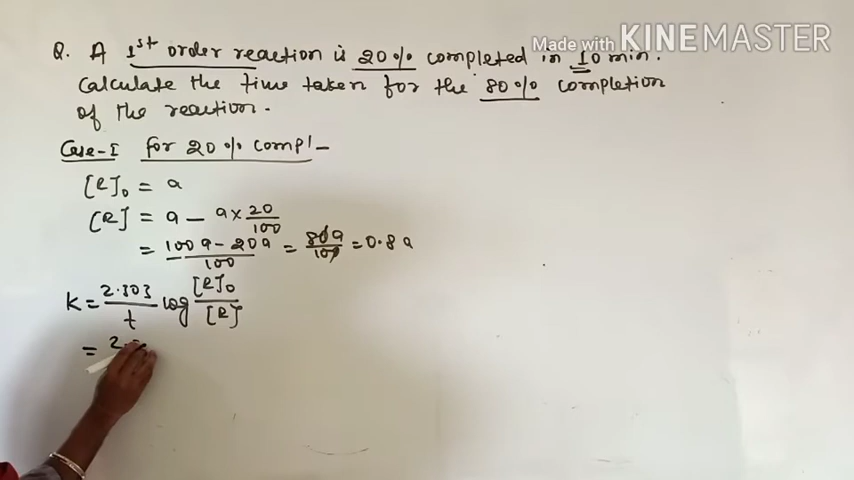 Made with KINEMASTER
Q. A 1st order reaction is 20% completed in 10 min.
Calculate the time taken for the 80% completion
of the reaction.
Case-I for 20% compl-
[R]₀ = a
[R] = a - a × 20/100
= 100a - 20a/100 = 80a/100 = 0.8a
K = 2.303/t log [R]₀/[R]
= 2.